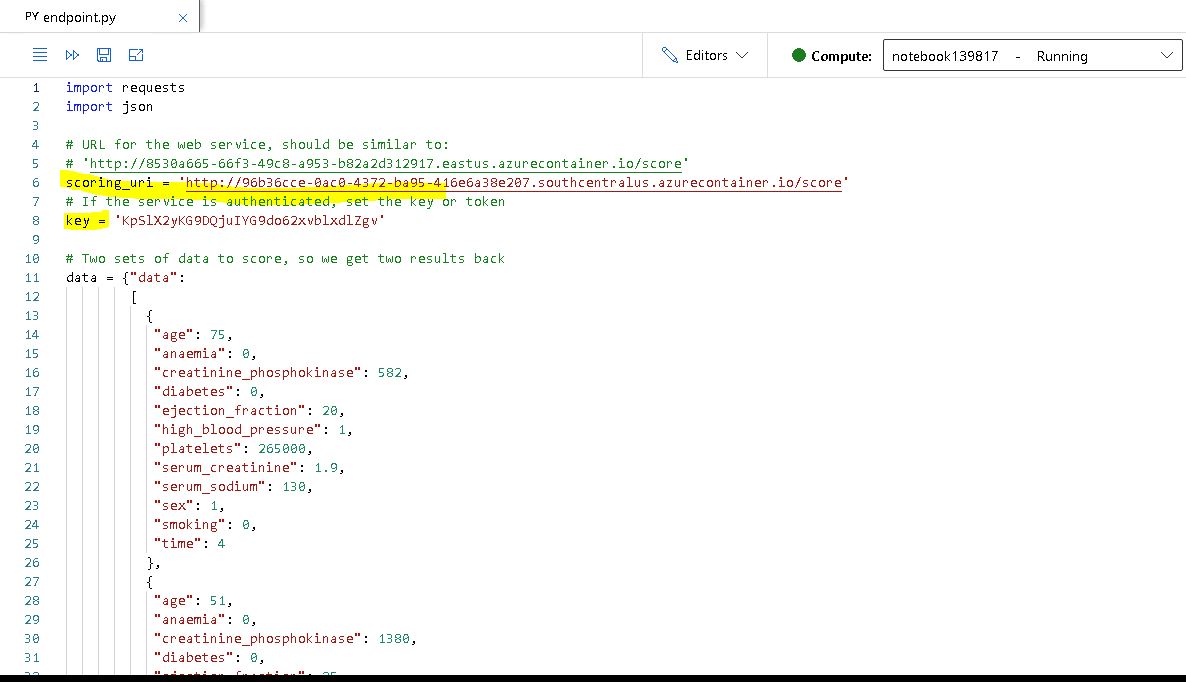 PY endpoint.py ×
Editors
Compute: notebook139817 - Running
1 import requests
2 import json
3
4 # URL for the web service, should be similar to:
5 # 'http://8530a665-66f3-49c8-a953-b82a2d312917.eastus.azurecontainer.io/score'
6 scoring_uri = 'http://96b36cce-0ac0-4372-ba95-416e6a38e207.southcentralus.azurecontainer.io/score'
7 # If the service is authenticated, set the key or token
8 key = 'KpSlX2yKG9DQjuIYG9do62xvblxdlZgv'
9
10 # Two sets of data to score, so we get two results back
11 data = {"data":
12 [
13 {
14 "age": 75,
15 "anaemia": 0,
16 "creatinine_phosphokinase": 582,
17 "diabetes": 0,
18 "ejection_fraction": 20,
19 "high_blood_pressure": 1,
20 "platelets": 265000,
21 "serum_creatinine": 1.9,
22 "serum_sodium": 130,
23 "sex": 1,
24 "smoking": 0,
25 "time": 4
26 },
27 {
28 "age": 51,
29 "anaemia": 0,
30 "creatinine_phosphokinase": 1380,
31 "diabetes": 0,